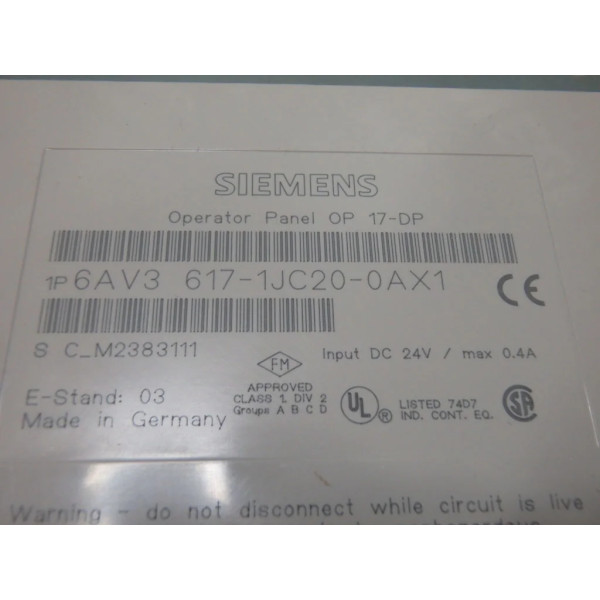 SIEMENS
Operator Panel OP 17-DP
1P 6AV3 617-1JC20-0AX1
CE
S C_M2383111
Input DC 24V / max 0.4A
FM
APPROVED
CLASS 1, DIV 2
Groups A B C D
E-Stand: 03
Made in Germany
UL ®
LISTED 74D7
IND. CONT. EQ.
SA
Warning - do not disconnect while circuit is live